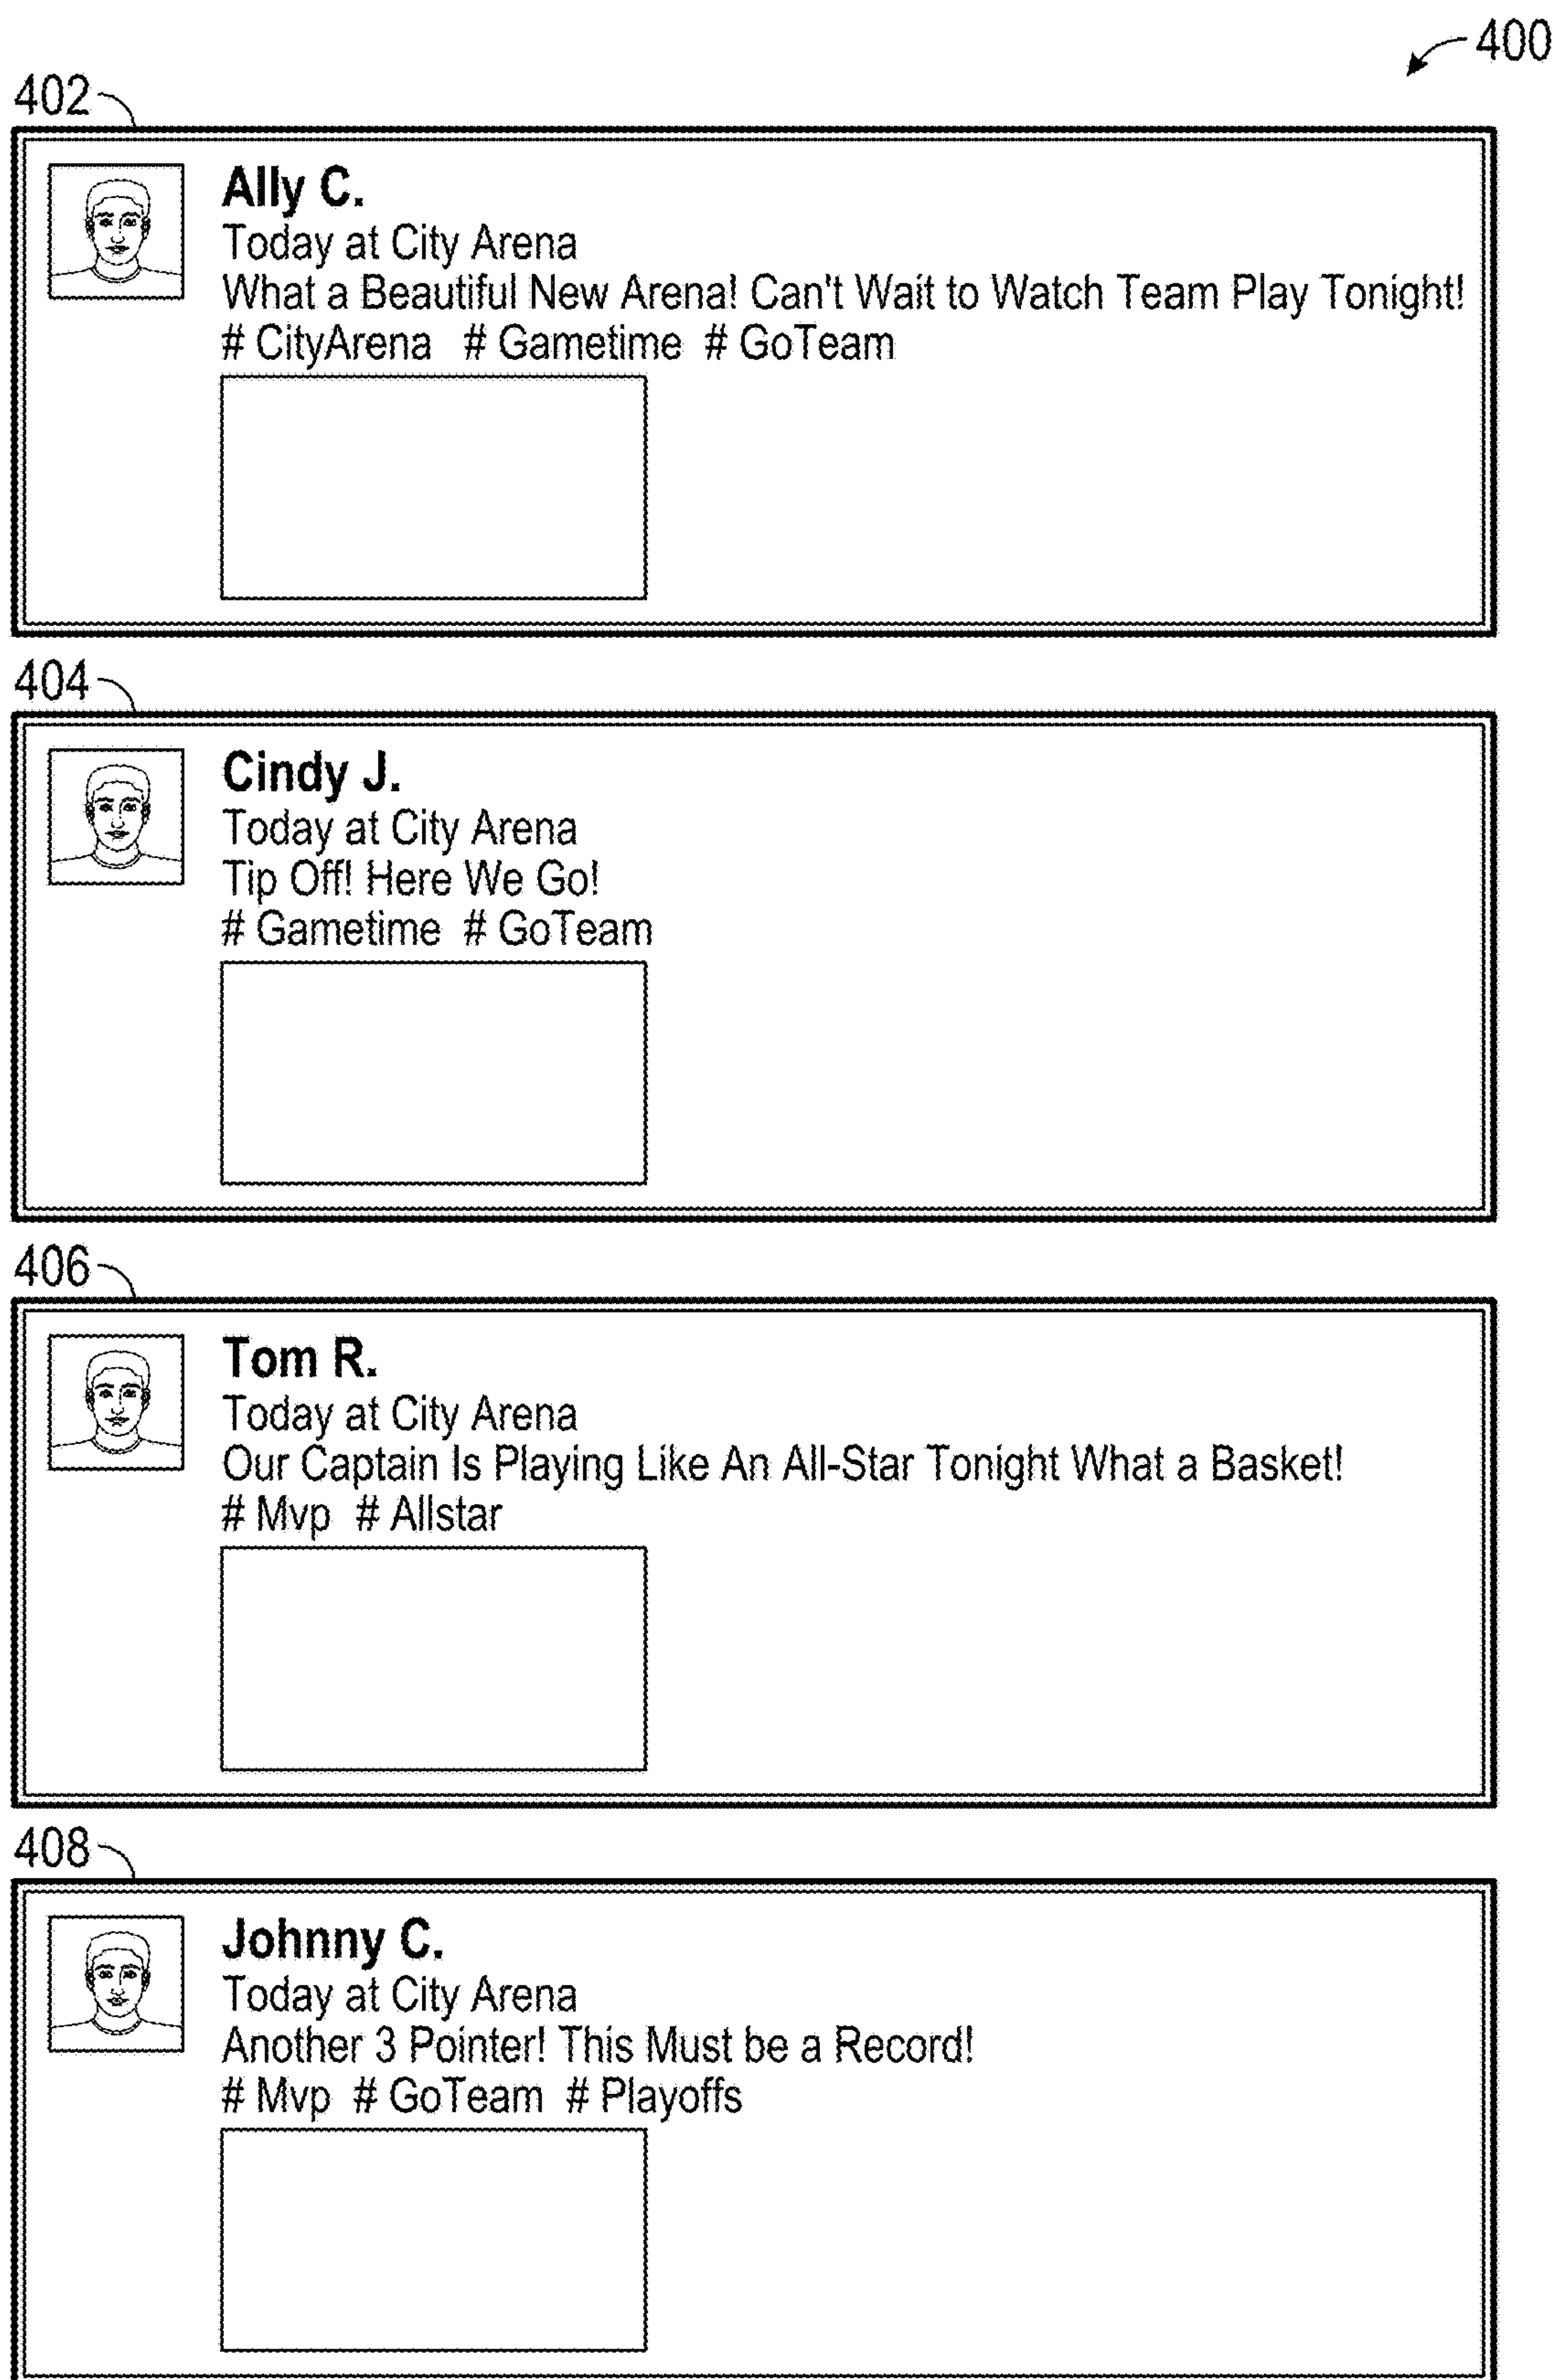 400
402
Ally C.
Today at City Arena
What a Beautiful New Arena! Can't Wait to Watch Team Play Tonight!
# CityArena # Gametime # GoTeam
404
Cindy J.
Today at City Arena
Tip Off! Here We Go!
# Gametime # GoTeam
406
Tom R.
Today at City Arena
Our Captain Is Playing Like An All-Star Tonight What a Basket!
# Mvp # Allstar
408
Johnny C.
Today at City Arena
Another 3 Pointer! This Must be a Record!
# Mvp # GoTeam # Playoffs